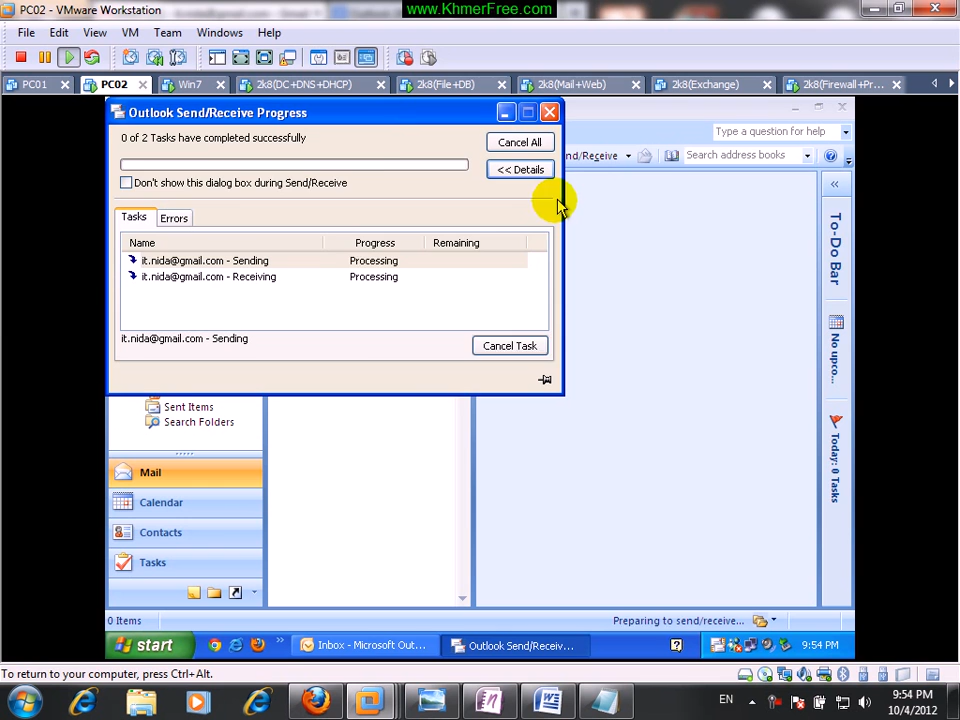 PC02 - VMware Workstation
www.KhmerFree.com
File Edit View VM Team Windows Help
PC01 PC02 Win7 2k8(DC+DNS+DHCP) 2k8(File+DB) 2k8(Mail+Web) 2k8(Exchange) 2k8(Firewall+Pr...
Outlook Send/Receive Progress
Type a question for help
0 of 2 Tasks have completed successfully
Cancel All
nd/Receive
Search address books
<< Details
Don't show this dialog box during Send/Receive
Tasks Errors
Name Progress Remaining
it.nida@gmail.com - Sending Processing
it.nida@gmail.com - Receiving Processing
it.nida@gmail.com - Sending
Cancel Task
To-Do Bar
No upco...
Today: 0 Tasks
Sent Items
Search Folders
Mail
Calendar
Contacts
Tasks
0 Items
Preparing to send/receive...
start
Inbox - Microsoft Out...
Outlook Send/Receiv...
9:54 PM
To return to your computer, press Ctrl+Alt.
EN
9:54 PM
10/4/2012